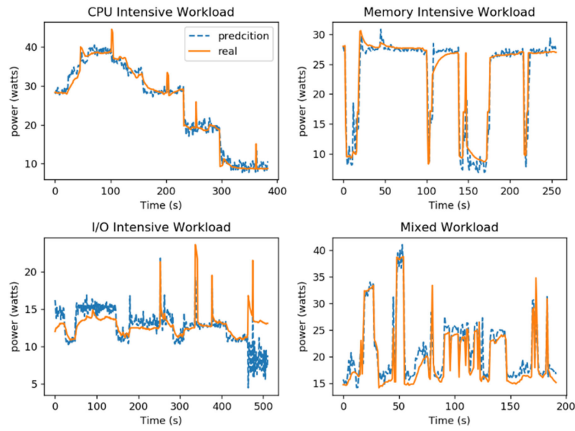 CPU Intensive Workload
power (watts)
40
30
20
10
predcition
real
0 100 200 300 400
Time (s)
Memory Intensive Workload
power (watts)
30
25
20
15
10
0 50 100 150 200 250
Time (s)
I/O Intensive Workload
power (watts)
20
15
10
5
0 100 200 300 400 500
Time (s)
Mixed Workload
power (watts)
40
35
30
25
20
15
0 50 100 150 200
Time (s)